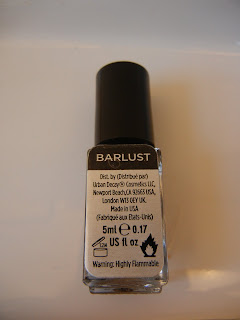 BARLUST
Dist. by (Distribué par)
Urban Decay® Cosmetics LLC,
Newport Beach,CA 92663 USA,
London W13 0EY UK.
Made in USA
(Fabriqué aux États-Unis)
5ml ℮ 0.17
US fl oz
Warning: Highly Flammable